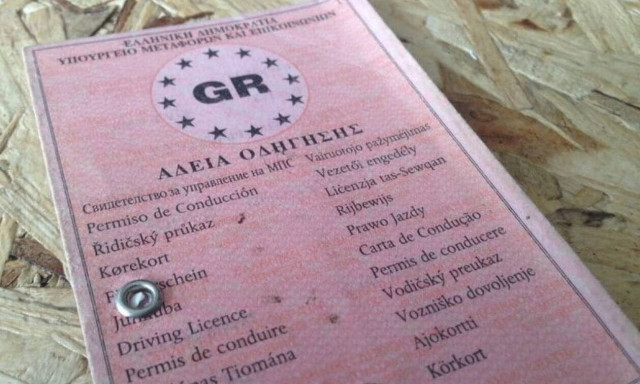 ΕΛΛΗΝΙΚΗ ΔΗΜΟΚΡΑΤΙΑ
ΥΠΟΥΡΓΕΙΟ ΜΕΤΑΦΟΡΩΝ ΚΑΙ ΕΠΙΚΟΙΝΩΝΙΩΝ
GR
ΑΔΕΙΑ ΟΔΗΓΗΣΗΣ
Свидетелство за управление на МПС
Permiso de Conducción
Řidičský průkaz
Kørekort
Driving Licence
Permis de conduire
Tiomána
Vairuotojo pažymėjimas
Vezetői engedély
Liċenzja tas-Sewqan
Rijbewijs
Prawo Jazdy
Carta de Condução
Permis de conducere
Vodičský preukaz
Vozniško dovoljenje
Ajokortti
Körkort